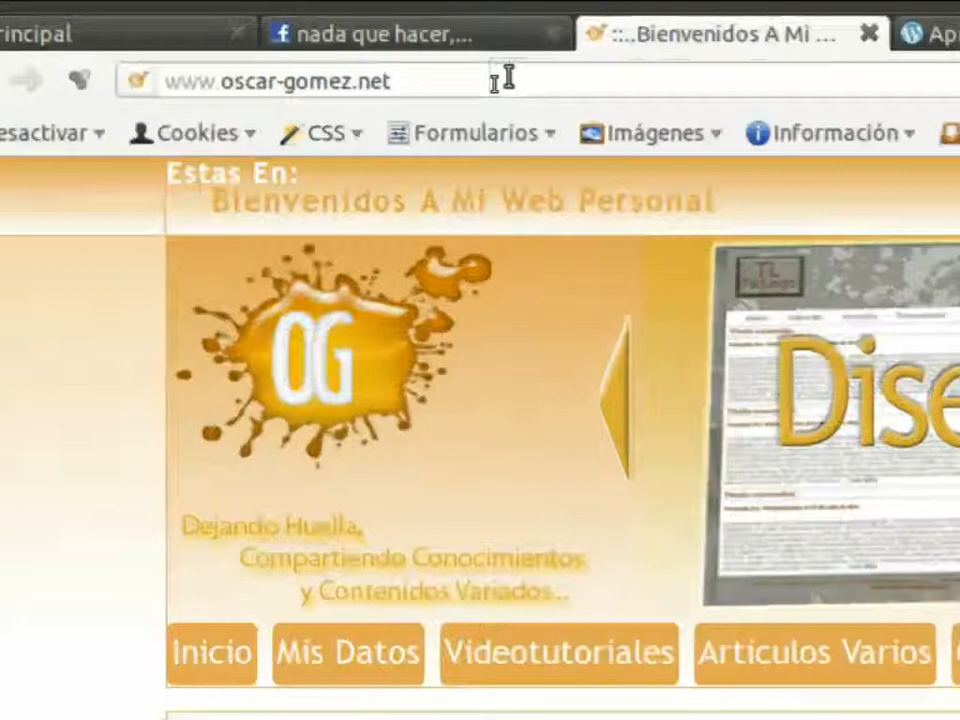 rincipal
nada que hacer,...
::..Bienvenidos A Mi ...
www.oscar-gomez.net
esactivar
Cookies
CSS
Formularios
Imágenes
Información
Estas En:
Bienvenidos A Mi Web Personal
OG
TL
Dise
Dejando Huella,
Compartiendo Conocimientos
y Contenidos Variados...
Inicio
Mis Datos
Videotutoriales
Articulos Varios